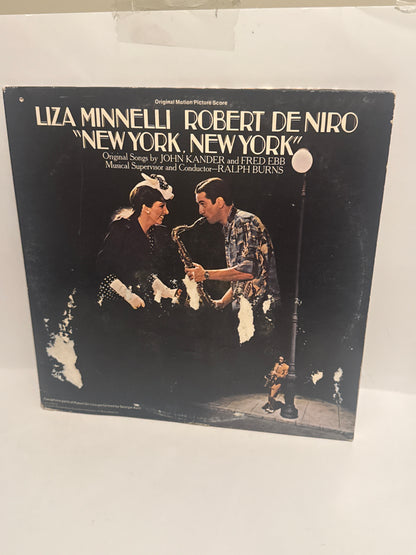 Original Motion Picture Score
LIZA MINNELLI ROBERT DE NIRO
"NEW YORK, NEW YORK"
Original Songs by JOHN KANDER and FRED EBB
Musical Supervisor and Conductor—RALPH BURNS